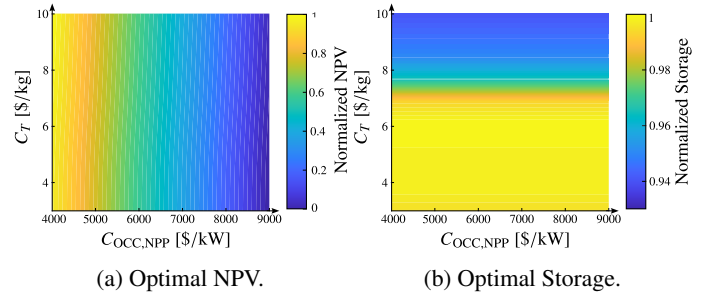 10
8
6
4
4000 5000 6000 7000 8000 9000
C_T [$/kg]
C_OCC,NPP [$/kW]
1
0.8
0.6
0.4
0.2
0
Normalized NPV
(a) Optimal NPV.
10
8
6
4
4000 5000 6000 7000 8000 9000
C_T [$/kg]
C_OCC,NPP [$/kW]
1
0.98
0.96
0.94
Normalized Storage
(b) Optimal Storage.